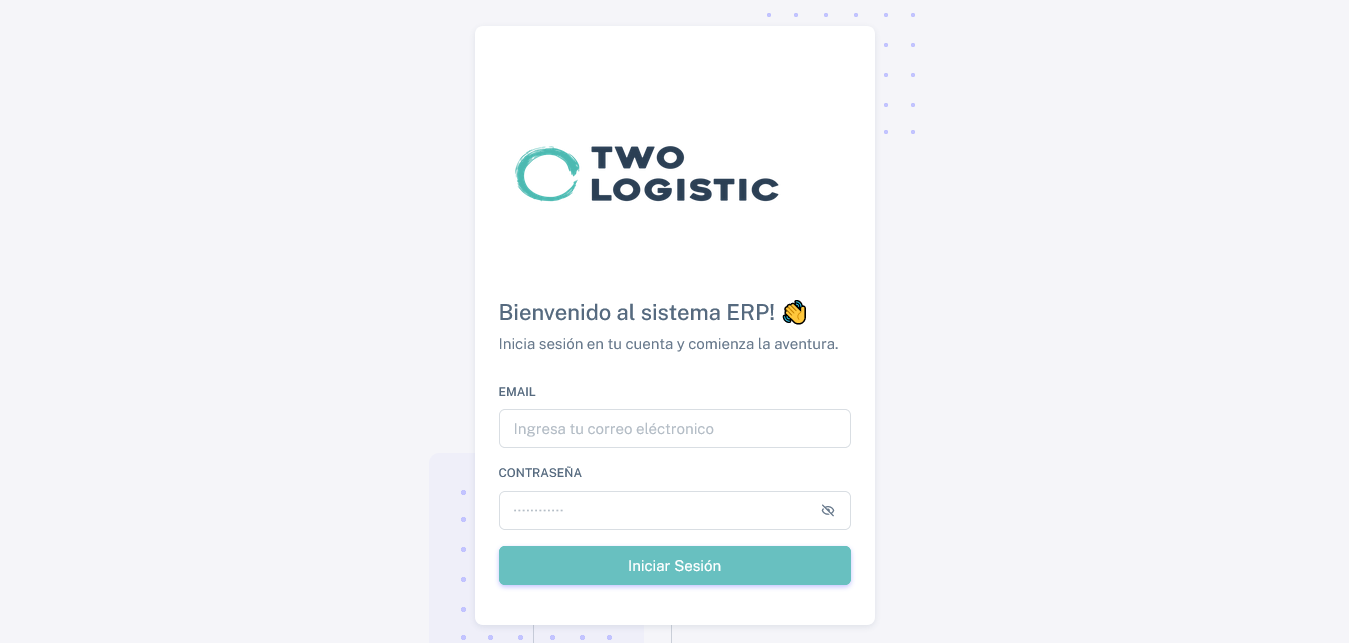 TWO
LOGISTIC
Bienvenido al sistema ERP! 👋
Inicia sesión en tu cuenta y comienza la aventura.
EMAIL
Ingresa tu correo eléctronico
CONTRASEÑA
············
Iniciar Sesión